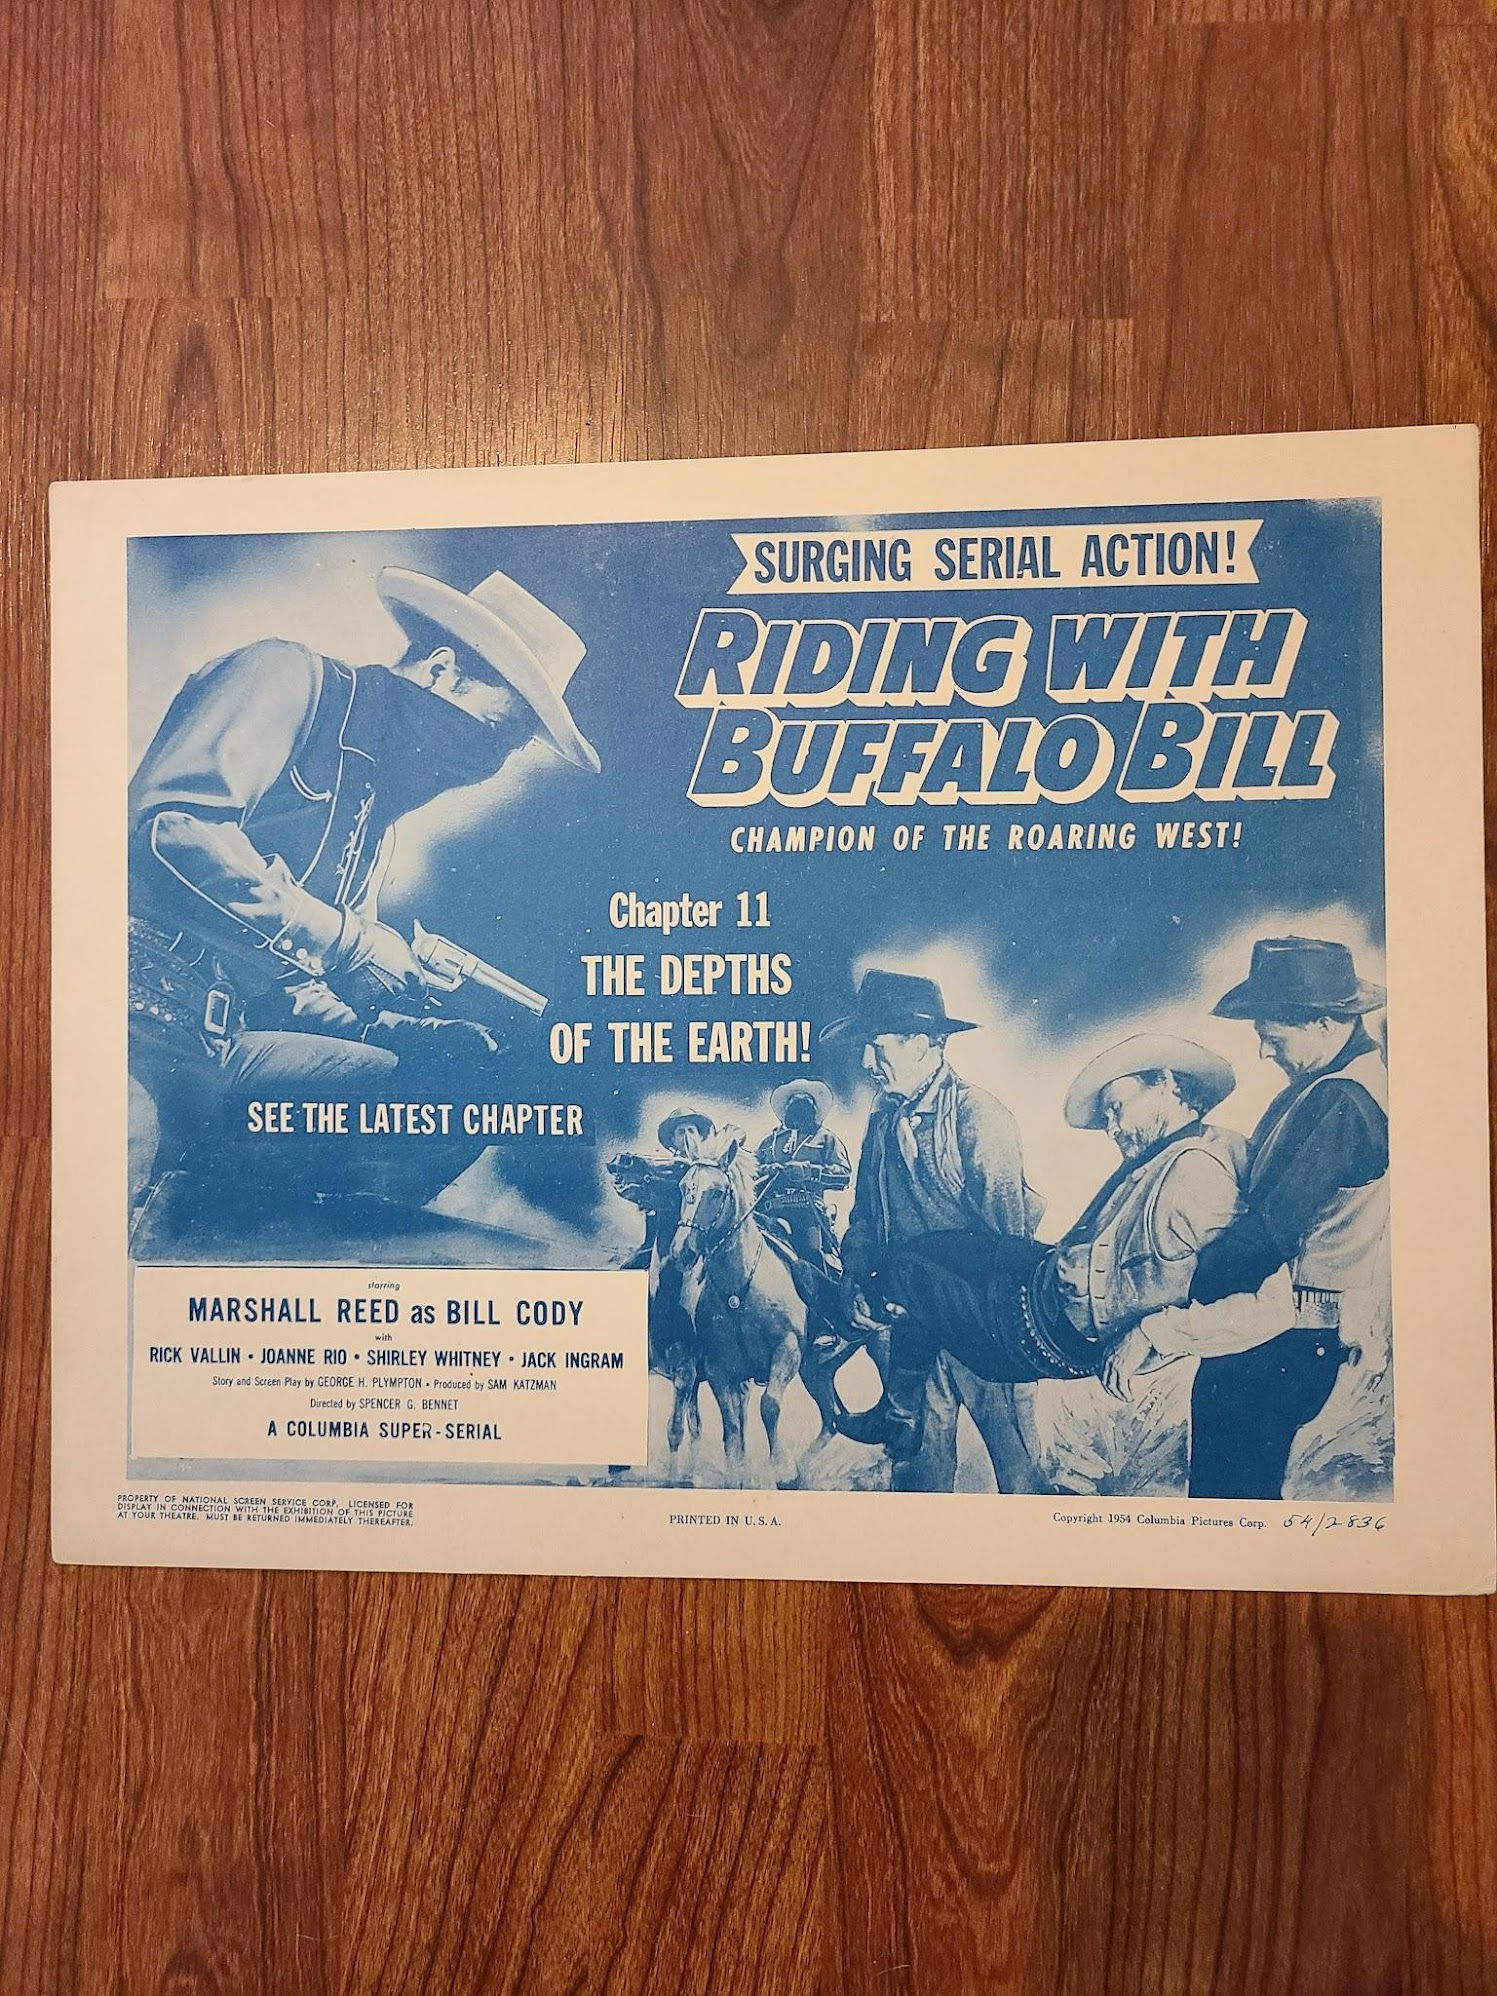 SURGING SERIAL ACTION!
RIDING WITH
BUFFALO BILL
CHAMPION OF THE ROARING WEST!
Chapter 11
THE DEPTHS
OF THE EARTH!
SEE THE LATEST CHAPTER
starring
MARSHALL REED as BILL CODY
with
RICK VALLIN • JOANNE RIO • SHIRLEY WHITNEY • JACK INGRAM
Story and Screen Play by GEORGE H. PLYMPTON • Produced by SAM KATZMAN
Directed by SPENCER G. BENNET
A COLUMBIA SUPER-SERIAL
PROPERTY OF NATIONAL SCREEN SERVICE CORP. LICENSED FOR
DISPLAY IN CONNECTION WITH THE EXHIBITION OF THIS PICTURE
AT YOUR THEATRE. MUST BE RETURNED IMMEDIATELY THEREAFTER.
PRINTED IN U.S.A.
Copyright 1954 Columbia Pictures Corp. 54/2836